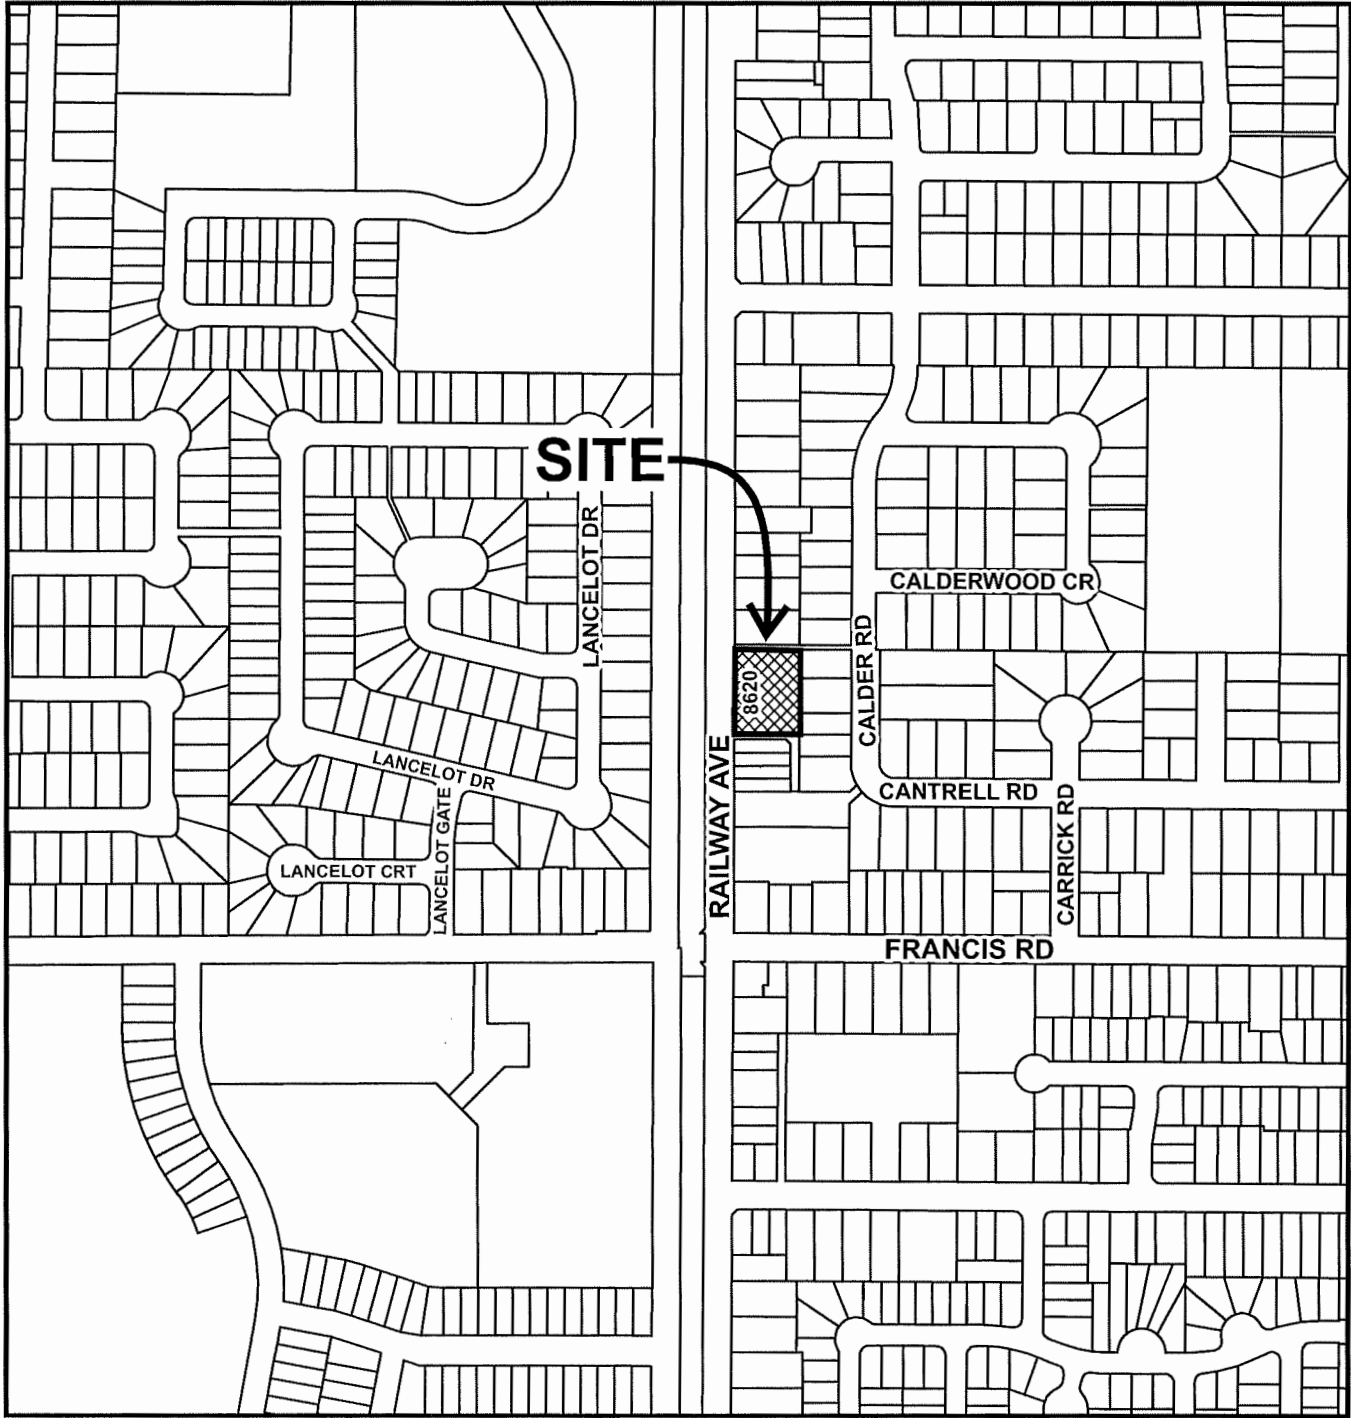 SITE
LANCELOT DR
CALDERWOOD CR
CALDER RD
8620
RAILWAY AVE
LANCELOT DR
CANTRELL RD
LANCELOT GATE
CARRICK RD
LANCELOT CRT
FRANCIS RD